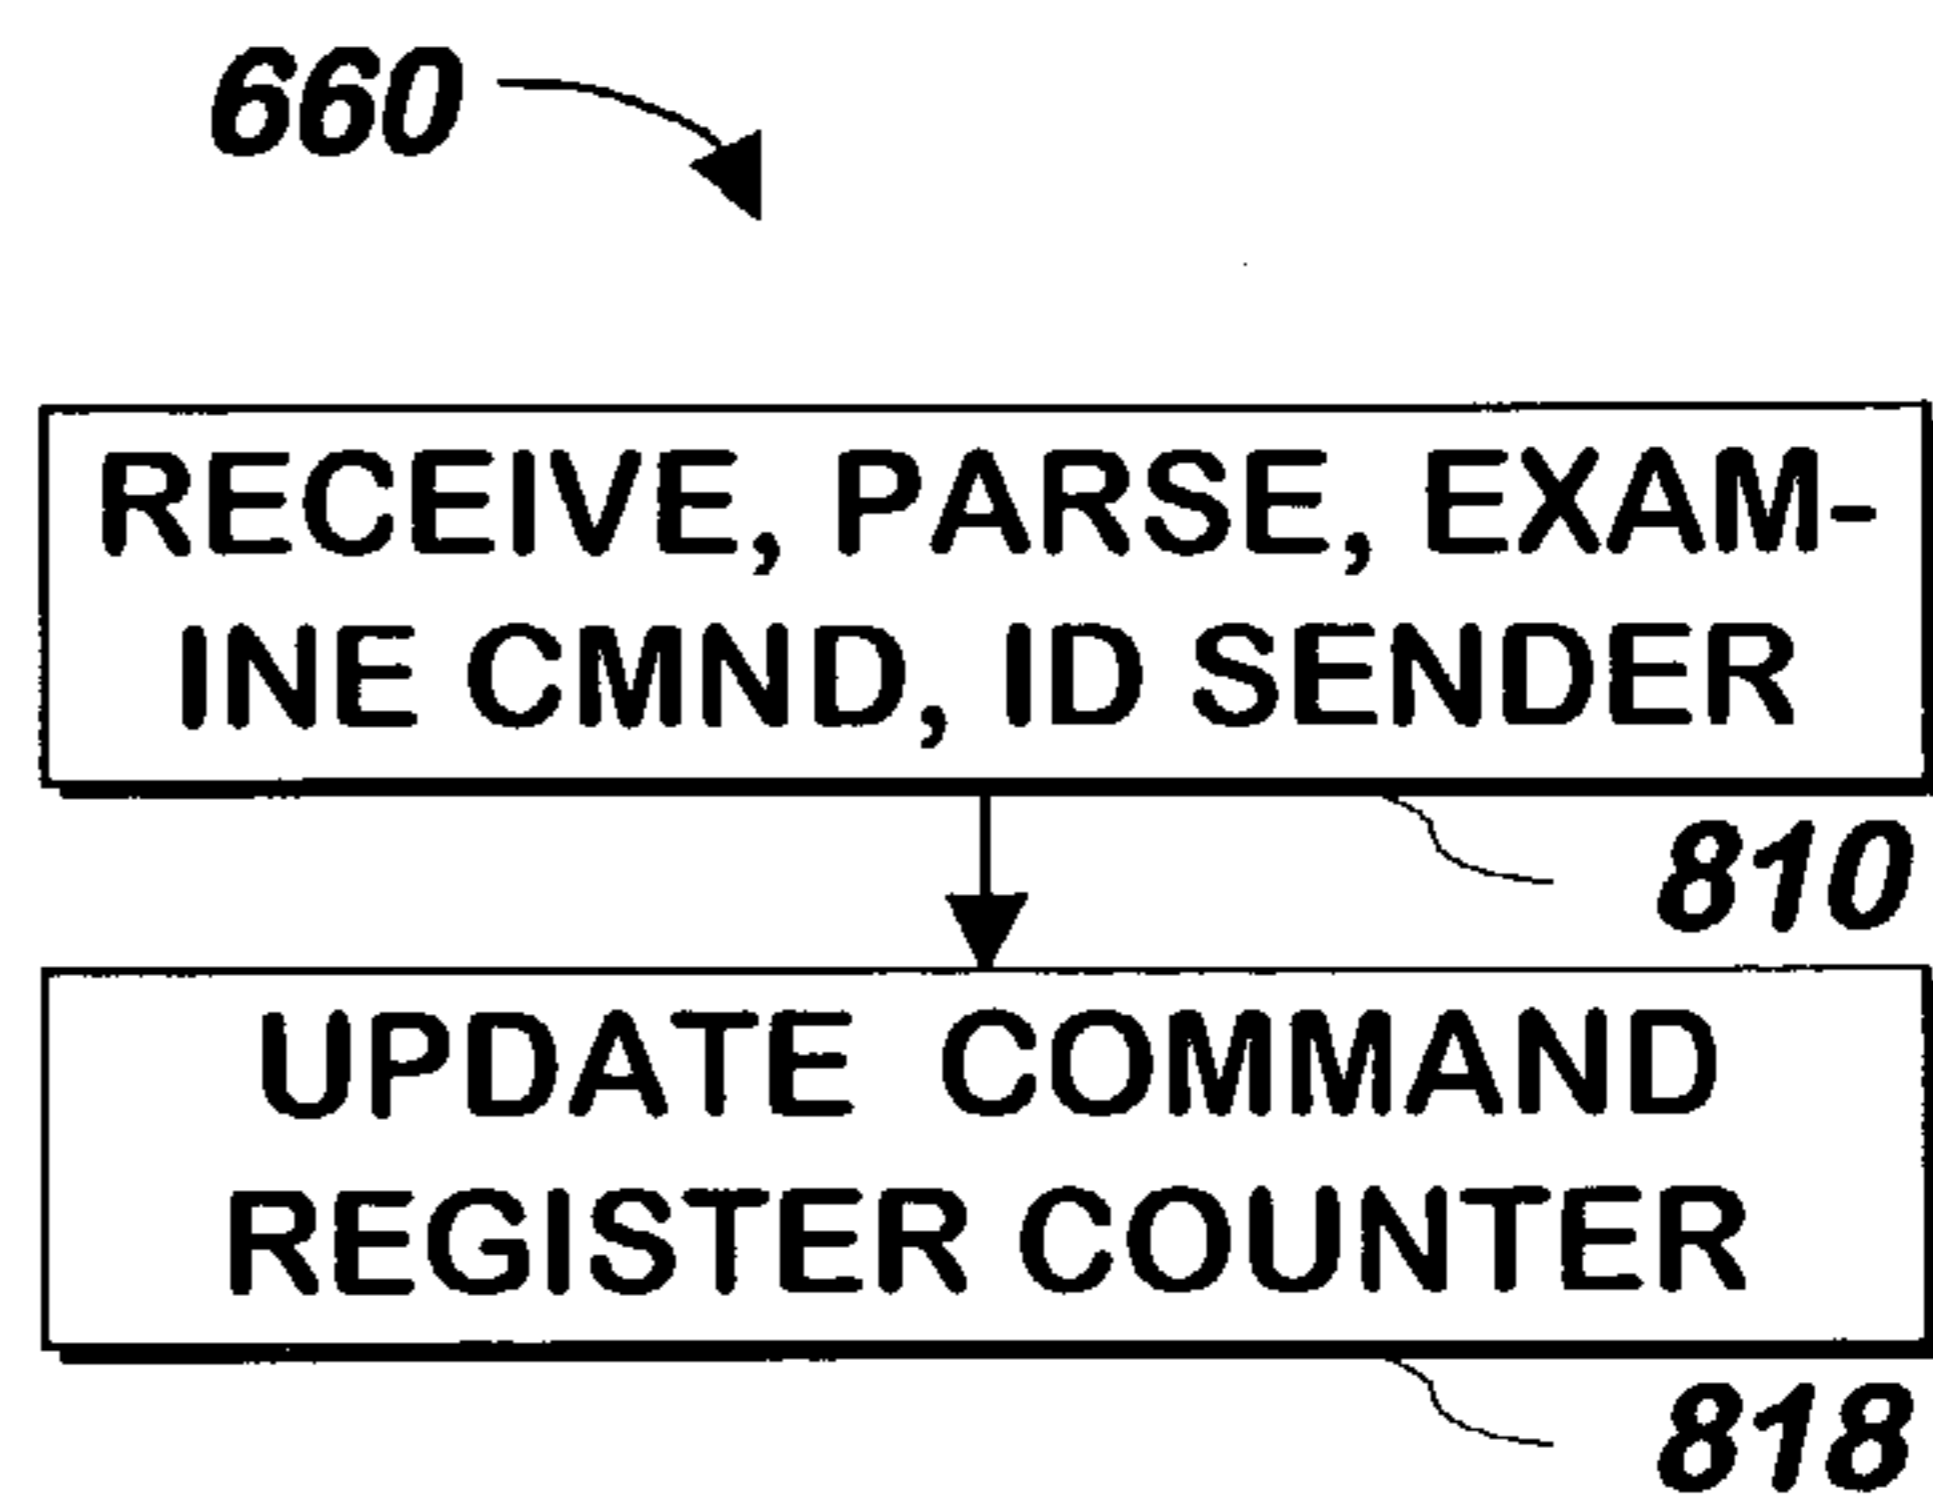 660
RECEIVE, PARSE, EXAM-
INE CMND, ID SENDER
810
UPDATE COMMAND
REGISTER COUNTER
818